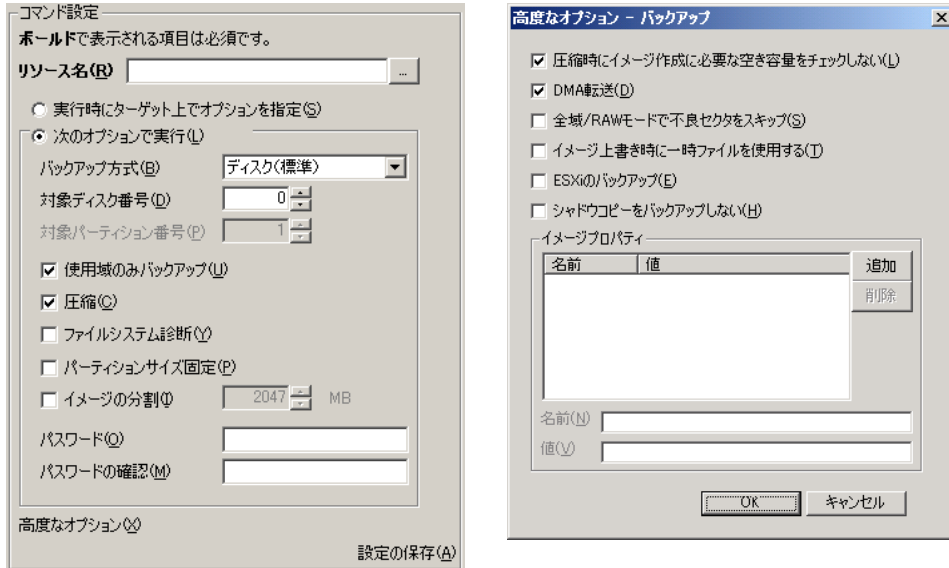 コマンド設定
ボールドで表示される項目は必須です。
リソース名(R)
...
実行時にターゲット上でオプションを指定(S)
次のオプションで実行(L)
バックアップ方式(B) ディスク(標準)
対象ディスク番号(D) 0
対象パーティション番号(P) 1
使用域のみバックアップ(U)
圧縮(C)
ファイルシステム診断(Y)
パーティションサイズ固定(P)
イメージの分割(I) 2047 MB
パスワード(O)
パスワードの確認(M)
高度なオプション(X)
設定の保存(A)
高度なオプション - バックアップ
圧縮時にイメージ作成に必要な空き容量をチェックしない(L)
DMA転送(D)
全域/RAWモードで不良セクタをスキップ(S)
イメージ上書き時に一時ファイルを使用する(T)
ESXiのバックアップ(E)
シャドウコピーをバックアップしない(H)
イメージプロパティ
名前 値 追加
削除
名前(N)
値(V)
OK キャンセル